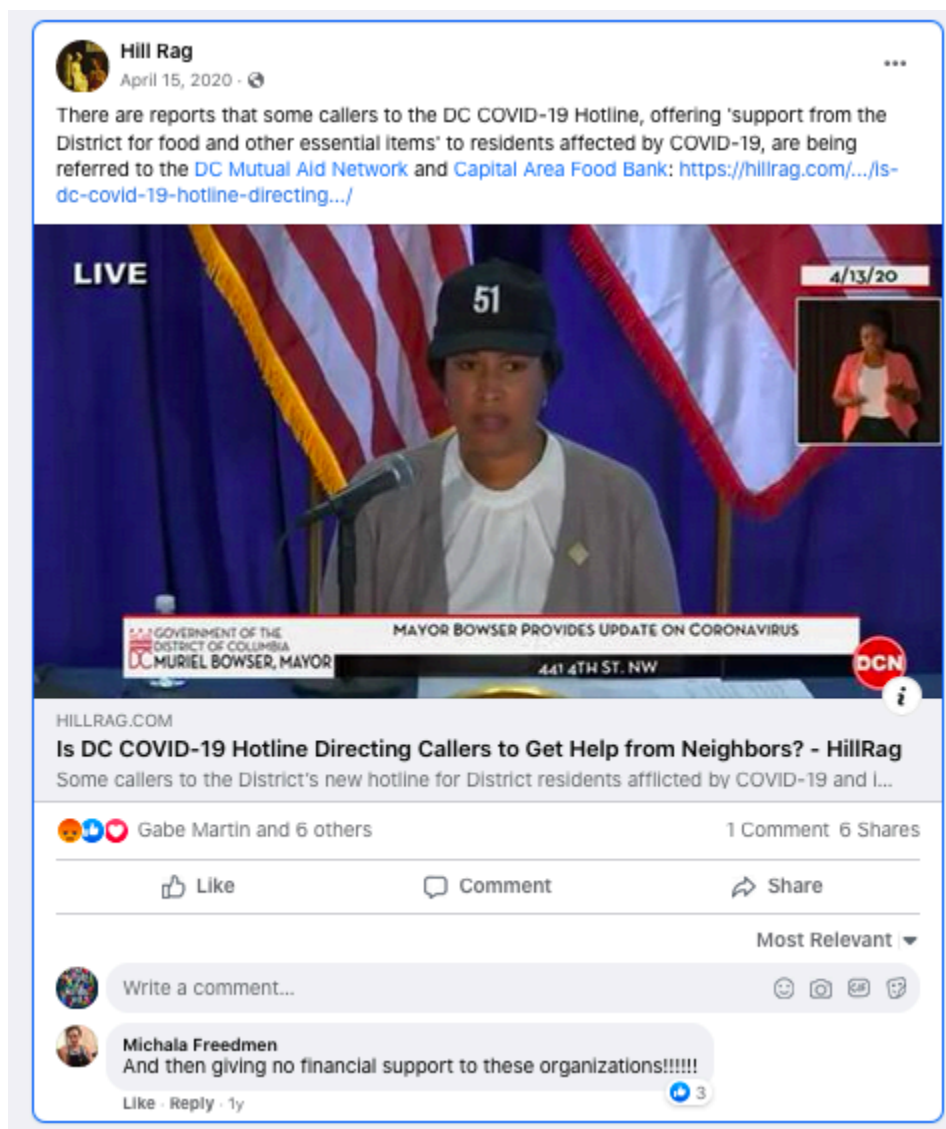 Hill Rag
April 15, 2020 ·
There are reports that some callers to the DC COVID-19 Hotline, offering 'support from the
District for food and other essential items' to residents affected by COVID-19, are being
referred to the DC Mutual Aid Network and Capital Area Food Bank: https://hillrag.com/.../is-
dc-covid-19-hotline-directing.../
LIVE
4/13/20
51
GOVERNMENT OF THE
DISTRICT OF COLUMBIA
DC MURIEL BOWSER, MAYOR
MAYOR BOWSER PROVIDES UPDATE ON CORONAVIRUS
441 4TH ST. NW
DCN
i
HILLRAG.COM
Is DC COVID-19 Hotline Directing Callers to Get Help from Neighbors? - HillRag
Some callers to the District's new hotline for District residents afflicted by COVID-19 and i...
Gabe Martin and 6 others
1 Comment 6 Shares
Like
Comment
Share
Most Relevant
Write a comment...
GIF
Michala Freedmen
And then giving no financial support to these organizations!!!!!!
3
Like · Reply · 1y